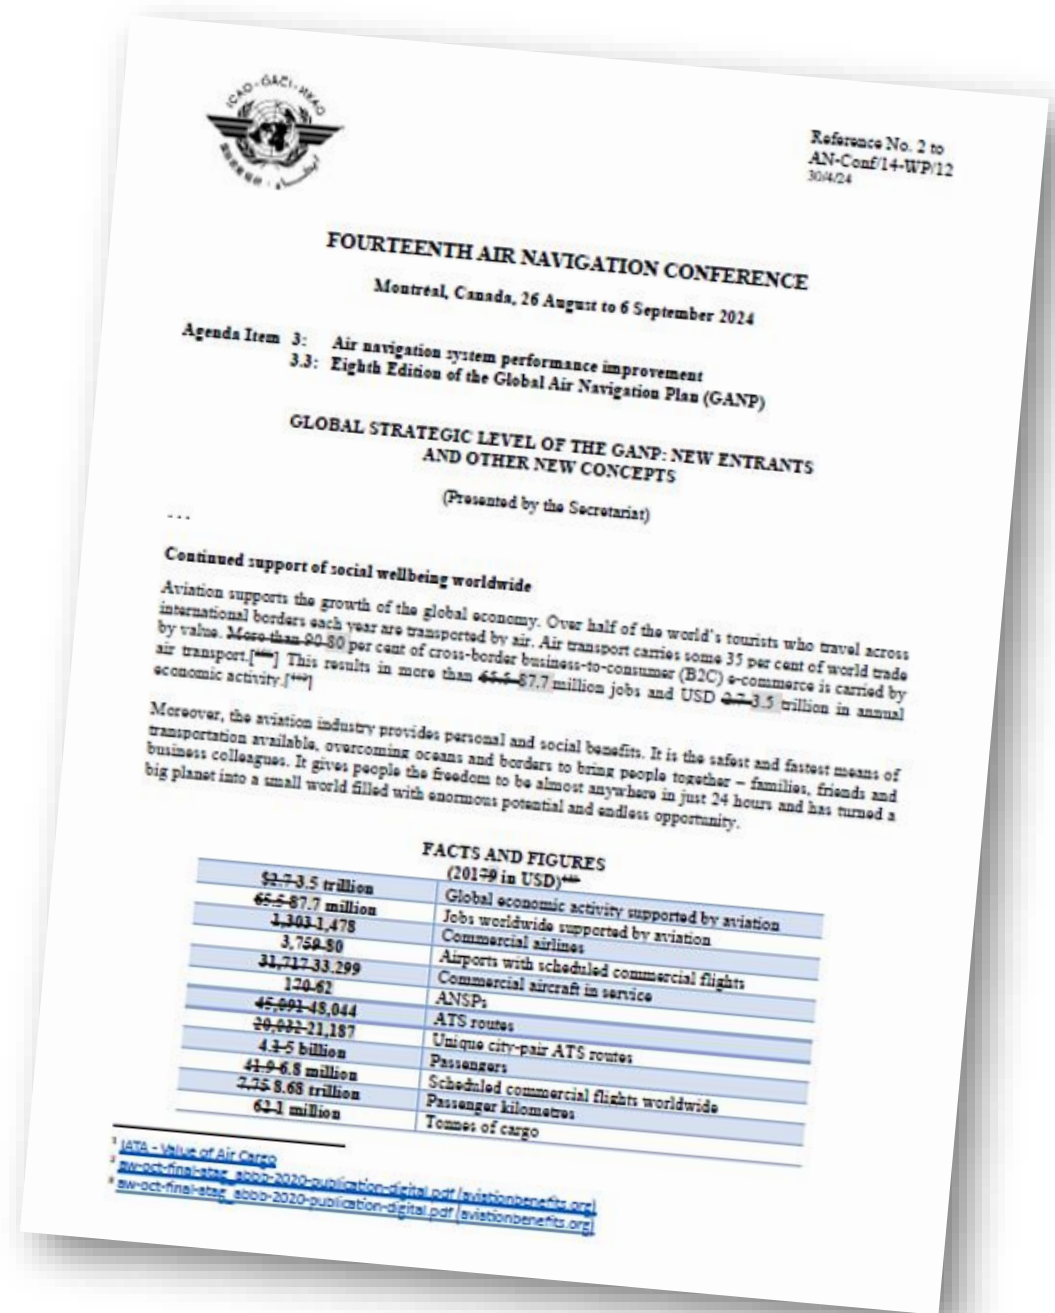 ICAO · GACI · ИКАО
Reference No. 2 to
AN-Conf/14-WP/12
30/4/24
FOURTEENTH AIR NAVIGATION CONFERENCE
Montréal, Canada, 26 August to 6 September 2024
Agenda Item 3: Air navigation system performance improvement
3.3: Eighth Edition of the Global Air Navigation Plan (GANP)
GLOBAL STRATEGIC LEVEL OF THE GANP: NEW ENTRANTS
AND OTHER NEW CONCEPTS
(Presented by the Secretariat)
...
Continued support of social wellbeing worldwide
Aviation supports the growth of the global economy. Over half of the world's tourists who travel across
international borders each year are transported by air. Air transport carries some 35 per cent of world trade
by value. More than 90 80 per cent of cross-border business-to-consumer (B2C) e-commerce is carried by
air transport.[] This results in more than 65.5 87.7 million jobs and USD 2.7 3.5 trillion in annual
economic activity.[]
Moreover, the aviation industry provides personal and social benefits. It is the safest and fastest means of
transportation available, overcoming oceans and borders to bring people together – families, friends and
business colleagues. It gives people the freedom to be almost anywhere in just 24 hours and has turned a
big planet into a small world filled with enormous potential and endless opportunity.
FACTS AND FIGURES
(20179 in USD)
$2.7 3.5 trillion Global economic activity supported by aviation
65.5 87.7 million Jobs worldwide supported by aviation
1,303 1,478 Commercial airlines
3,759 80 Airports with scheduled commercial flights
31,717 33.299 Commercial aircraft in service
170 62 ANSPs
45,091 48,044 ATS routes
20,032 21,187 Unique city-pair ATS routes
4.1 5 billion Passengers
41.9 6.8 million Scheduled commercial flights worldwide
7.75 8.68 trillion Passenger kilometres
62 1 million Tonnes of cargo
1 IATA - Value of Air Cargo
2 aw-oct-final-atag_abbb-2020-publication-digital.pdf (aviationbenefits.org)
3 aw-oct-final-atag_abbb-2020-publication-digital.pdf (aviationbenefits.org)